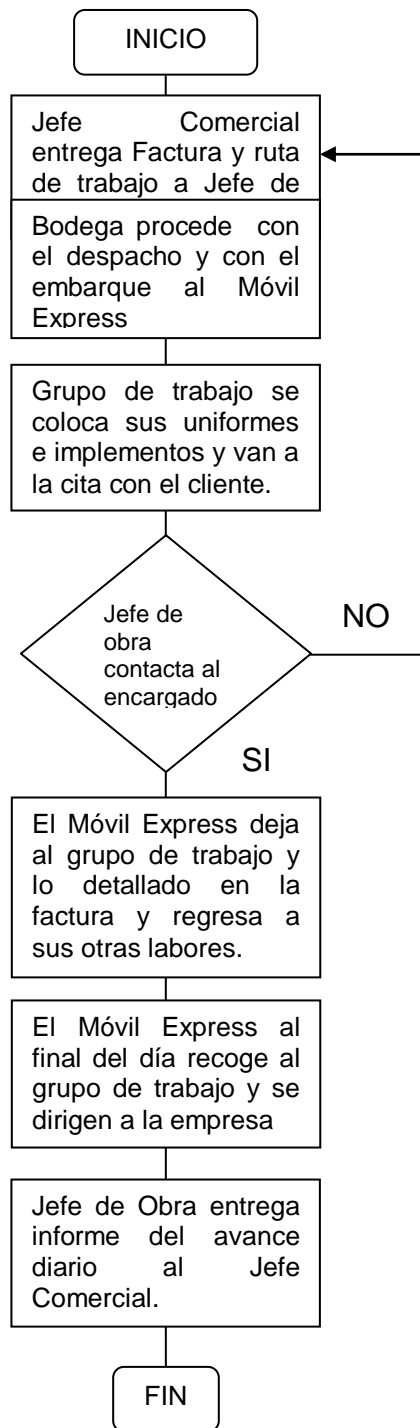 INICIO
Jefe Comercial
entrega Factura y ruta
de trabajo a Jefe de
Bodega procede con
el despacho y con el
embarque al Móvil
Express
Grupo de trabajo se
coloca sus uniformes
e implementos y van a
la cita con el cliente.
Jefe de
obra
contacta al
encargado
NO
SI
El Móvil Express deja
al grupo de trabajo y
lo detallado en la
factura y regresa a
sus otras labores.
El Móvil Express al
final del día recoge al
grupo de trabajo y se
dirigen a la empresa
Jefe de Obra entrega
informe del avance
diario al Jefe
Comercial.
FIN